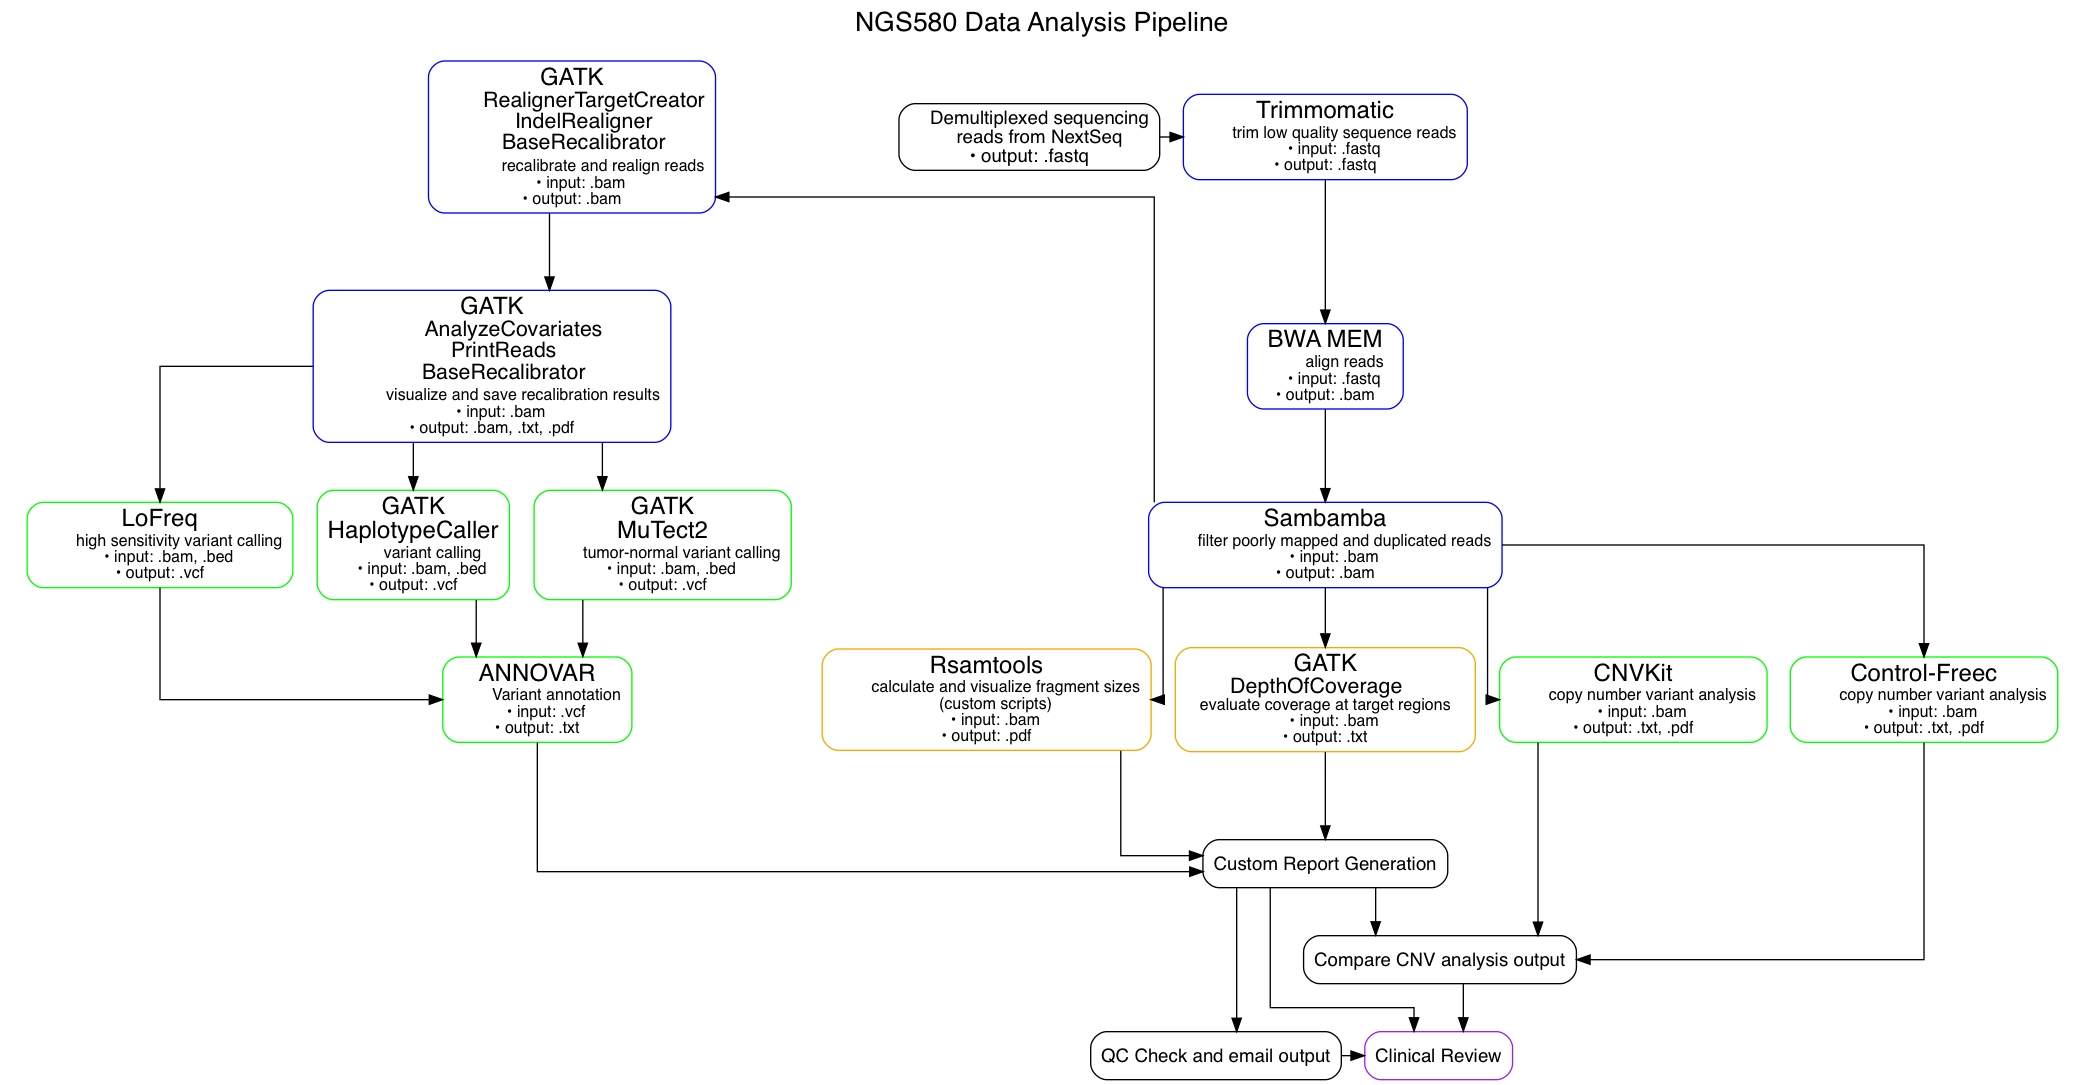 NGS580 Data Analysis Pipeline
GATK
RealignerTargetCreator
IndelRealigner
BaseRecalibrator
recalibrate and realign reads
• input: .bam
• output: .bam
Demultiplexed sequencing
reads from NextSeq
• output: .fastq
Trimmomatic
trim low quality sequence reads
• input: .fastq
• output: .fastq
GATK
AnalyzeCovariates
PrintReads
BaseRecalibrator
visualize and save recalibration results
• input: .bam
• output: .bam, .txt, .pdf
BWA MEM
align reads
• input: .fastq
• output: .bam
LoFreq
high sensitivity variant calling
• input: .bam, .bed
• output: .vcf
GATK
HaplotypeCaller
variant calling
• input: .bam, .bed
• output: .vcf
GATK
MuTect2
tumor-normal variant calling
• input: .bam, .bed
• output: .vcf
Sambamba
filter poorly mapped and duplicated reads
• input: .bam
• output: .bam
ANNOVAR
Variant annotation
• input: .vcf
• output: .txt
Rsamtools
calculate and visualize fragment sizes
(custom scripts)
• input: .bam
• output: .pdf
GATK
DepthOfCoverage
evaluate coverage at target regions
• input: .bam
• output: .txt
CNVKit
copy number variant analysis
• input: .bam
• output: .txt, .pdf
Control-Freec
copy number variant analysis
• input: .bam
• output: .txt, .pdf
Custom Report Generation
Compare CNV analysis output
QC Check and email output
Clinical Review